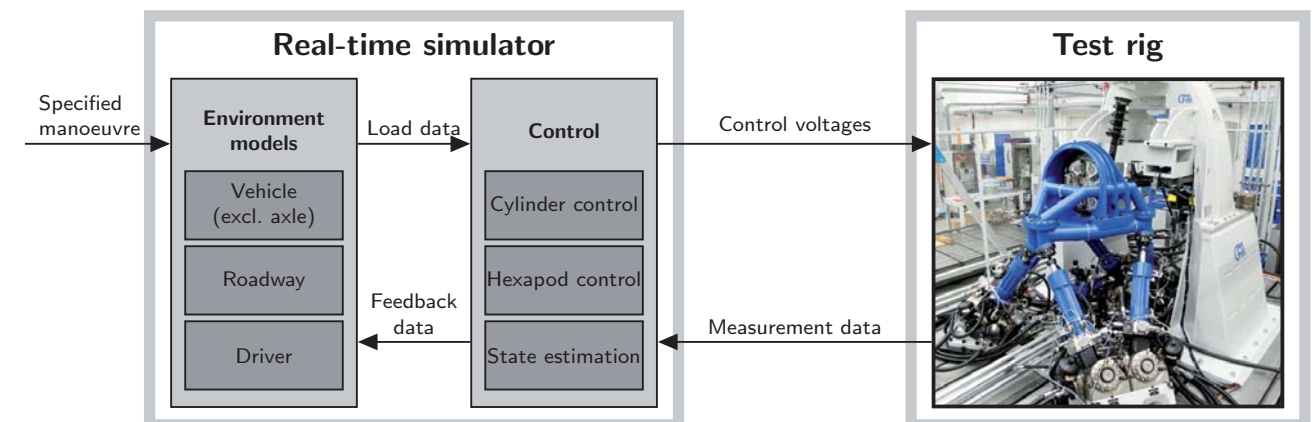 Real-time simulator
Test rig
Specified
manoeuvre
Environment
models
Load data
Control
Control voltages
Vehicle
(excl. axle)
Cylinder control
Roadway
Hexapod control
Feedback
data
Measurement data
Driver
State estimation